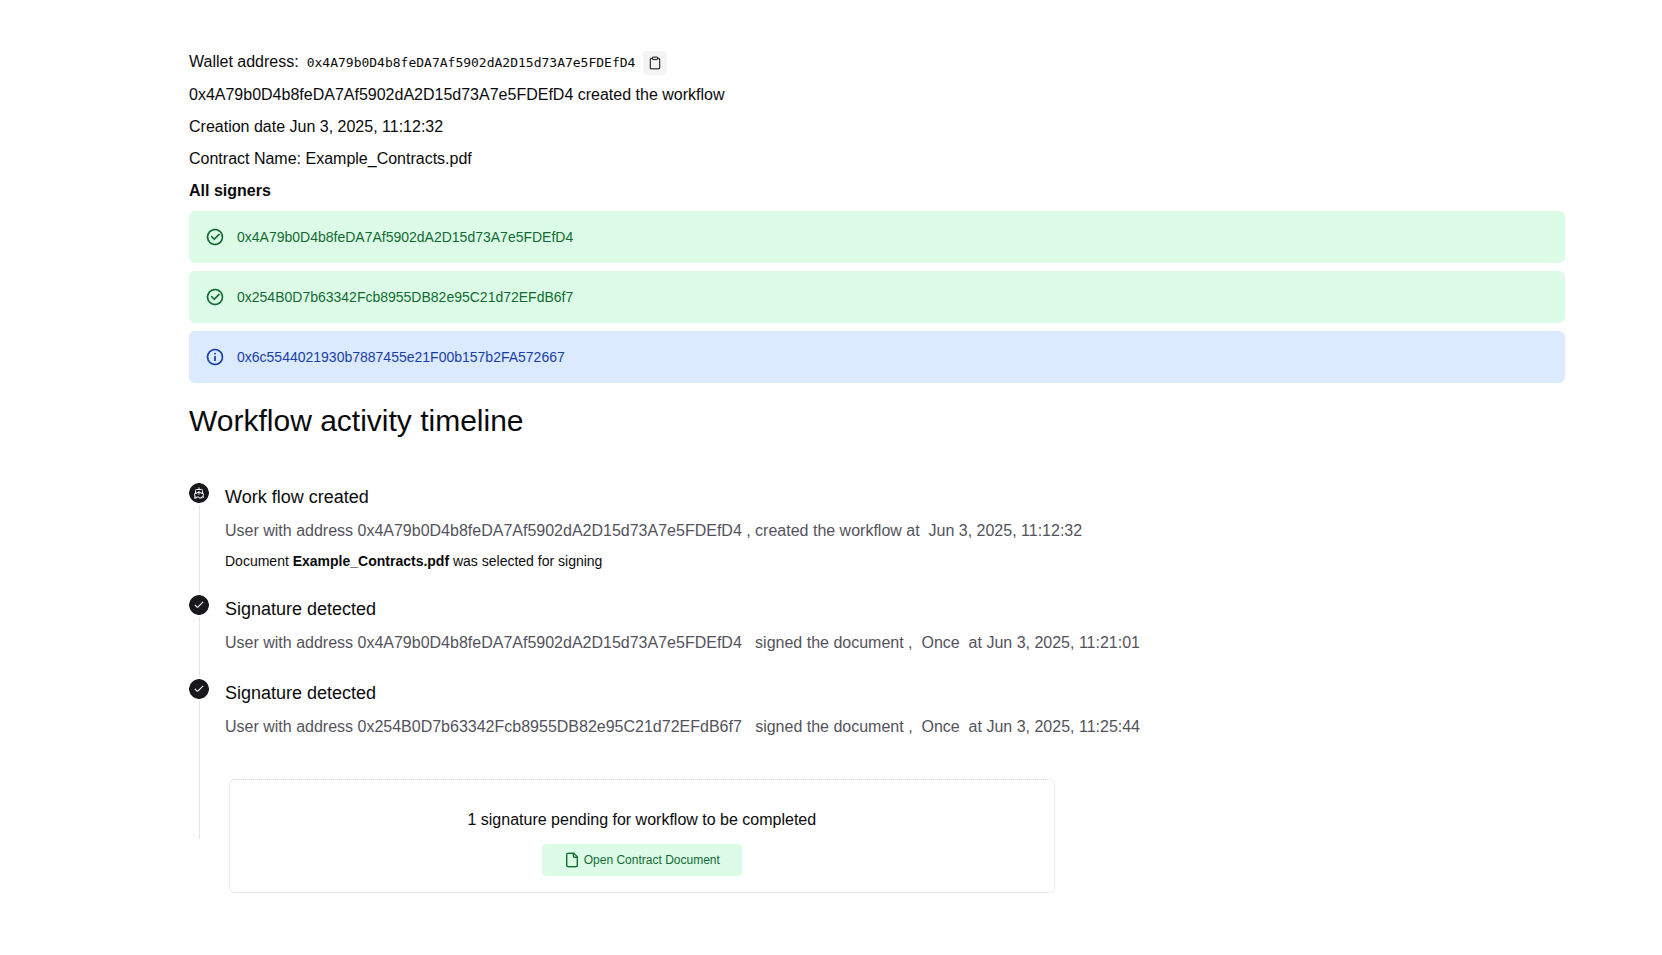 Wallet address: 0x4A79b0D4b8feDA7Af5902dA2D15d73A7e5FDEfD4
0x4A79b0D4b8feDA7Af5902dA2D15d73A7e5FDEfD4 created the workflow
Creation date Jun 3, 2025, 11:12:32
Contract Name: Example_Contracts.pdf
All signers
0x4A79b0D4b8feDA7Af5902dA2D15d73A7e5FDEfD4
0x254B0D7b63342Fcb8955DB82e95C21d72EFdB6f7
0x6c5544021930b7887455e21F00b157b2FA572667
Workflow activity timeline
Work flow created
User with address 0x4A79b0D4b8feDA7Af5902dA2D15d73A7e5FDEfD4 , created the workflow at Jun 3, 2025, 11:12:32
Document Example_Contracts.pdf was selected for signing
Signature detected
User with address 0x4A79b0D4b8feDA7Af5902dA2D15d73A7e5FDEfD4 signed the document , Once at Jun 3, 2025, 11:21:01
Signature detected
User with address 0x254B0D7b63342Fcb8955DB82e95C21d72EFdB6f7 signed the document , Once at Jun 3, 2025, 11:25:44
1 signature pending for workflow to be completed
Open Contract Document